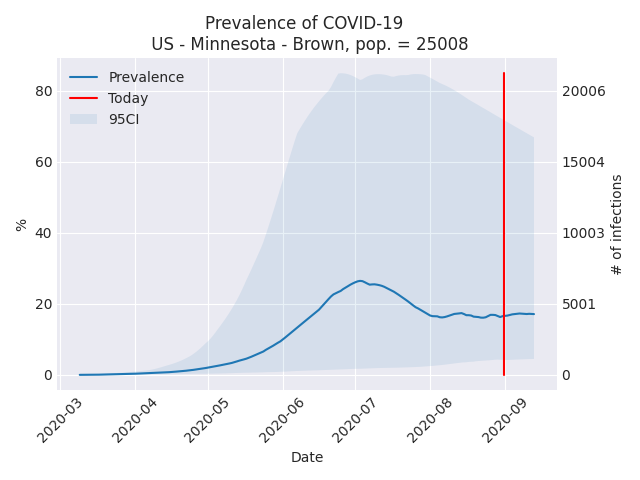 Prevalence of COVID-19
US - Minnesota - Brown, pop. = 25008
Prevalence
Today
95CI
80
60
40
20
0
%
20006
15004
10003
5001
0
# of infections
2020-03
2020-04
2020-05
2020-06
2020-07
2020-08
2020-09
Date